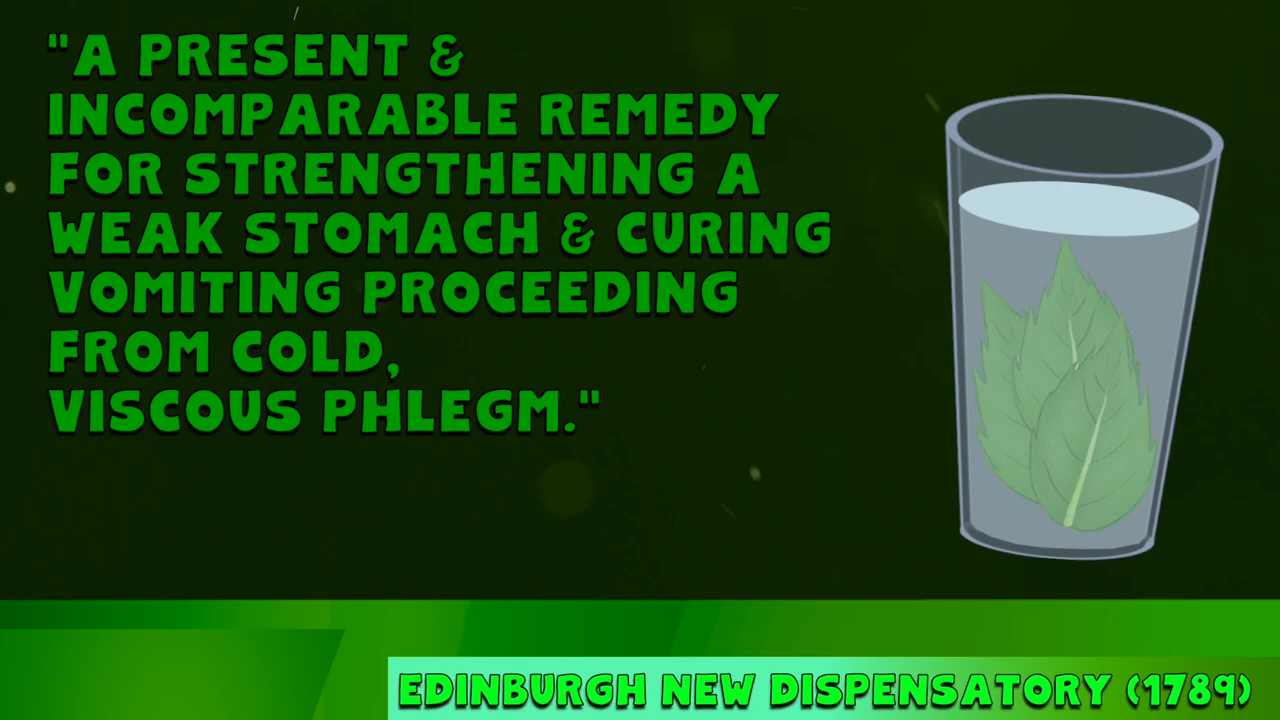 "A PRESENT &
INCOMPARABLE REMEDY
FOR STRENGTHENING A
WEAK STOMACH & CURING
VOMITING PROCEEDING
FROM COLD,
VISCOUS PHLEGM."
EDINBURGH NEW DISPENSATORY (1789)